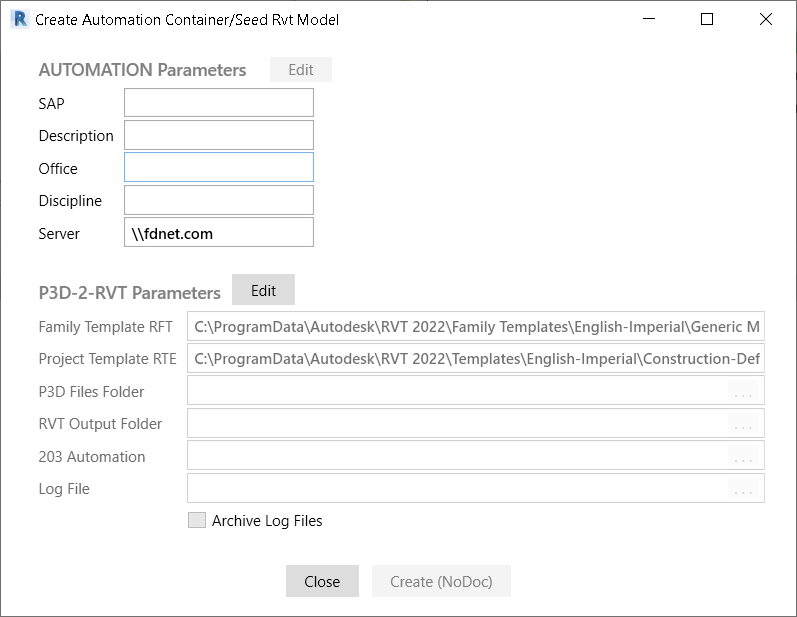 Create Automation Container/Seed Rvt Model
AUTOMATION Parameters Edit
SAP
Description
Office
Discipline
Server \\fdnet.com
P3D-2-RVT Parameters Edit
Family Template RFT C:\ProgramData\Autodesk\RVT 2022\Family Templates\English-Imperial\Generic M
Project Template RTE C:\ProgramData\Autodesk\RVT 2022\Templates\English-Imperial\Construction-Def
P3D Files Folder ...
RVT Output Folder ...
203 Automation ...
Log File ...
Archive Log Files
Close Create (NoDoc)